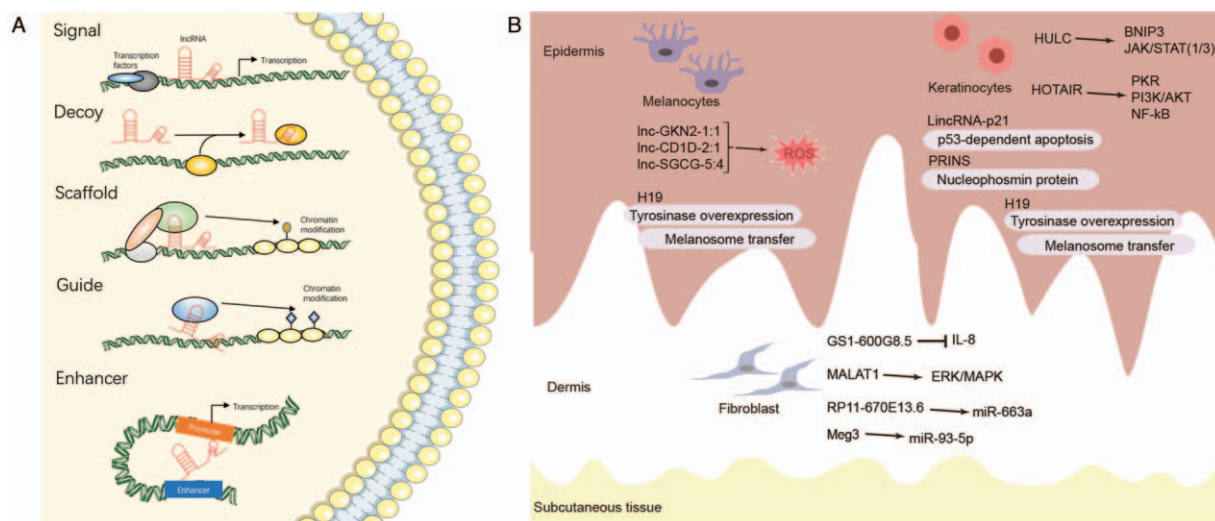 A
Signal
lncRNA
Transcription
factors
Transcription
Decoy
Scaffold
Chromatin
modification
Guide
Chromatin
modification
Enhancer
Transcription
Promoter
Enhancer
B
Epidermis
Melanocytes
lnc-GKN2-1:1
lnc-CD1D-2:1
lnc-SGCG-5:4
ROS
H19
Tyrosinase overexpression
Melanosome transfer
Keratinocytes
HULC
BNIP3
JAK/STAT(1/3)
HOTAIR
PKR
PI3K/AKT
NF-kB
LincRNA-p21
p53-dependent apoptosis
PRINS
Nucleophosmin protein
H19
Tyrosinase overexpression
Melanosome transfer
Dermis
Fibroblast
GS1-600G8.5
IL-8
MALAT1
ERK/MAPK
RP11-670E13.6
miR-663a
Meg3
miR-93-5p
Subcutaneous tissue